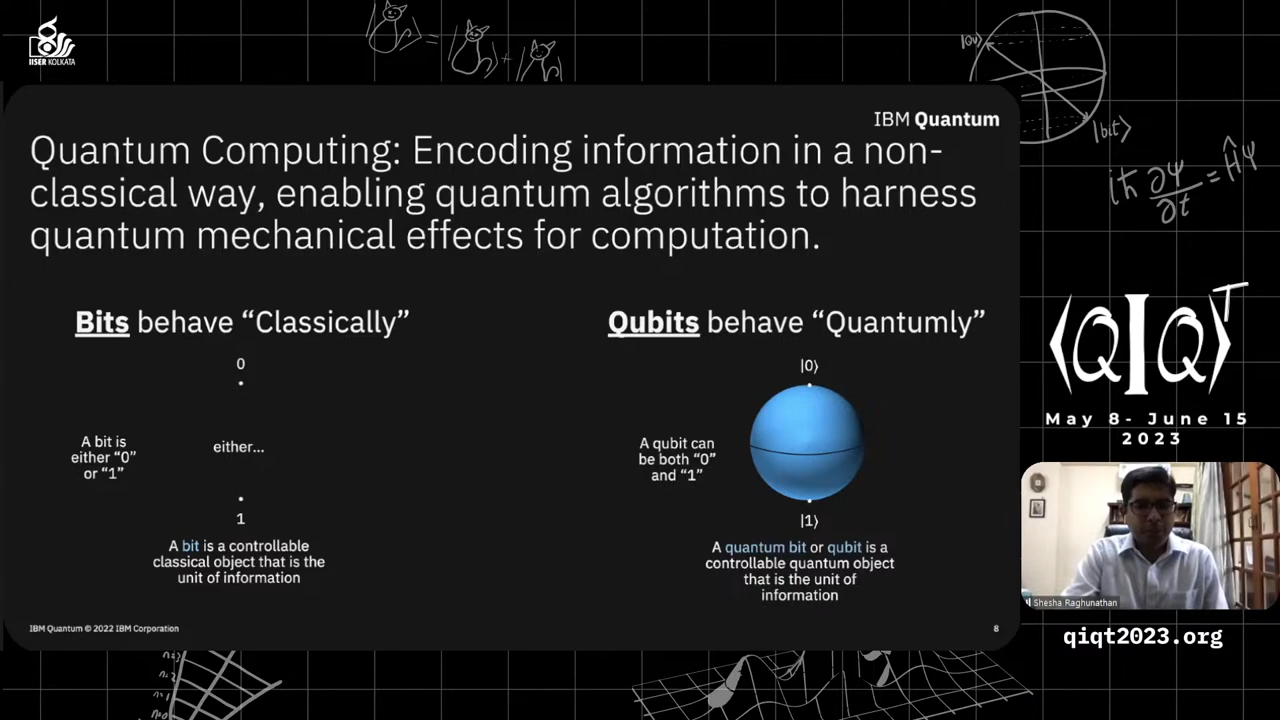 IISER KOLKATA
IBM Quantum
Quantum Computing: Encoding information in a non-
classical way, enabling quantum algorithms to harness
quantum mechanical effects for computation.
Bits behave “Classically”
0
A bit is
either “0”
or “1”
either...
1
A bit is a controllable
classical object that is the
unit of information
Qubits behave “Quantumly”
|0⟩
A qubit can
be both “0”
and “1”
|1⟩
A quantum bit or qubit is a
controllable quantum object
that is the unit of
information
IBM Quantum © 2022 IBM Corporation
8
|0v⟩
|bit⟩
iħ ∂ψ/∂t = Ĥψ
⟨QIQ⟩T
May 8- June 15
2023
Shesha Raghunathan
qiqt2023.org
n=2
n=1
n=0